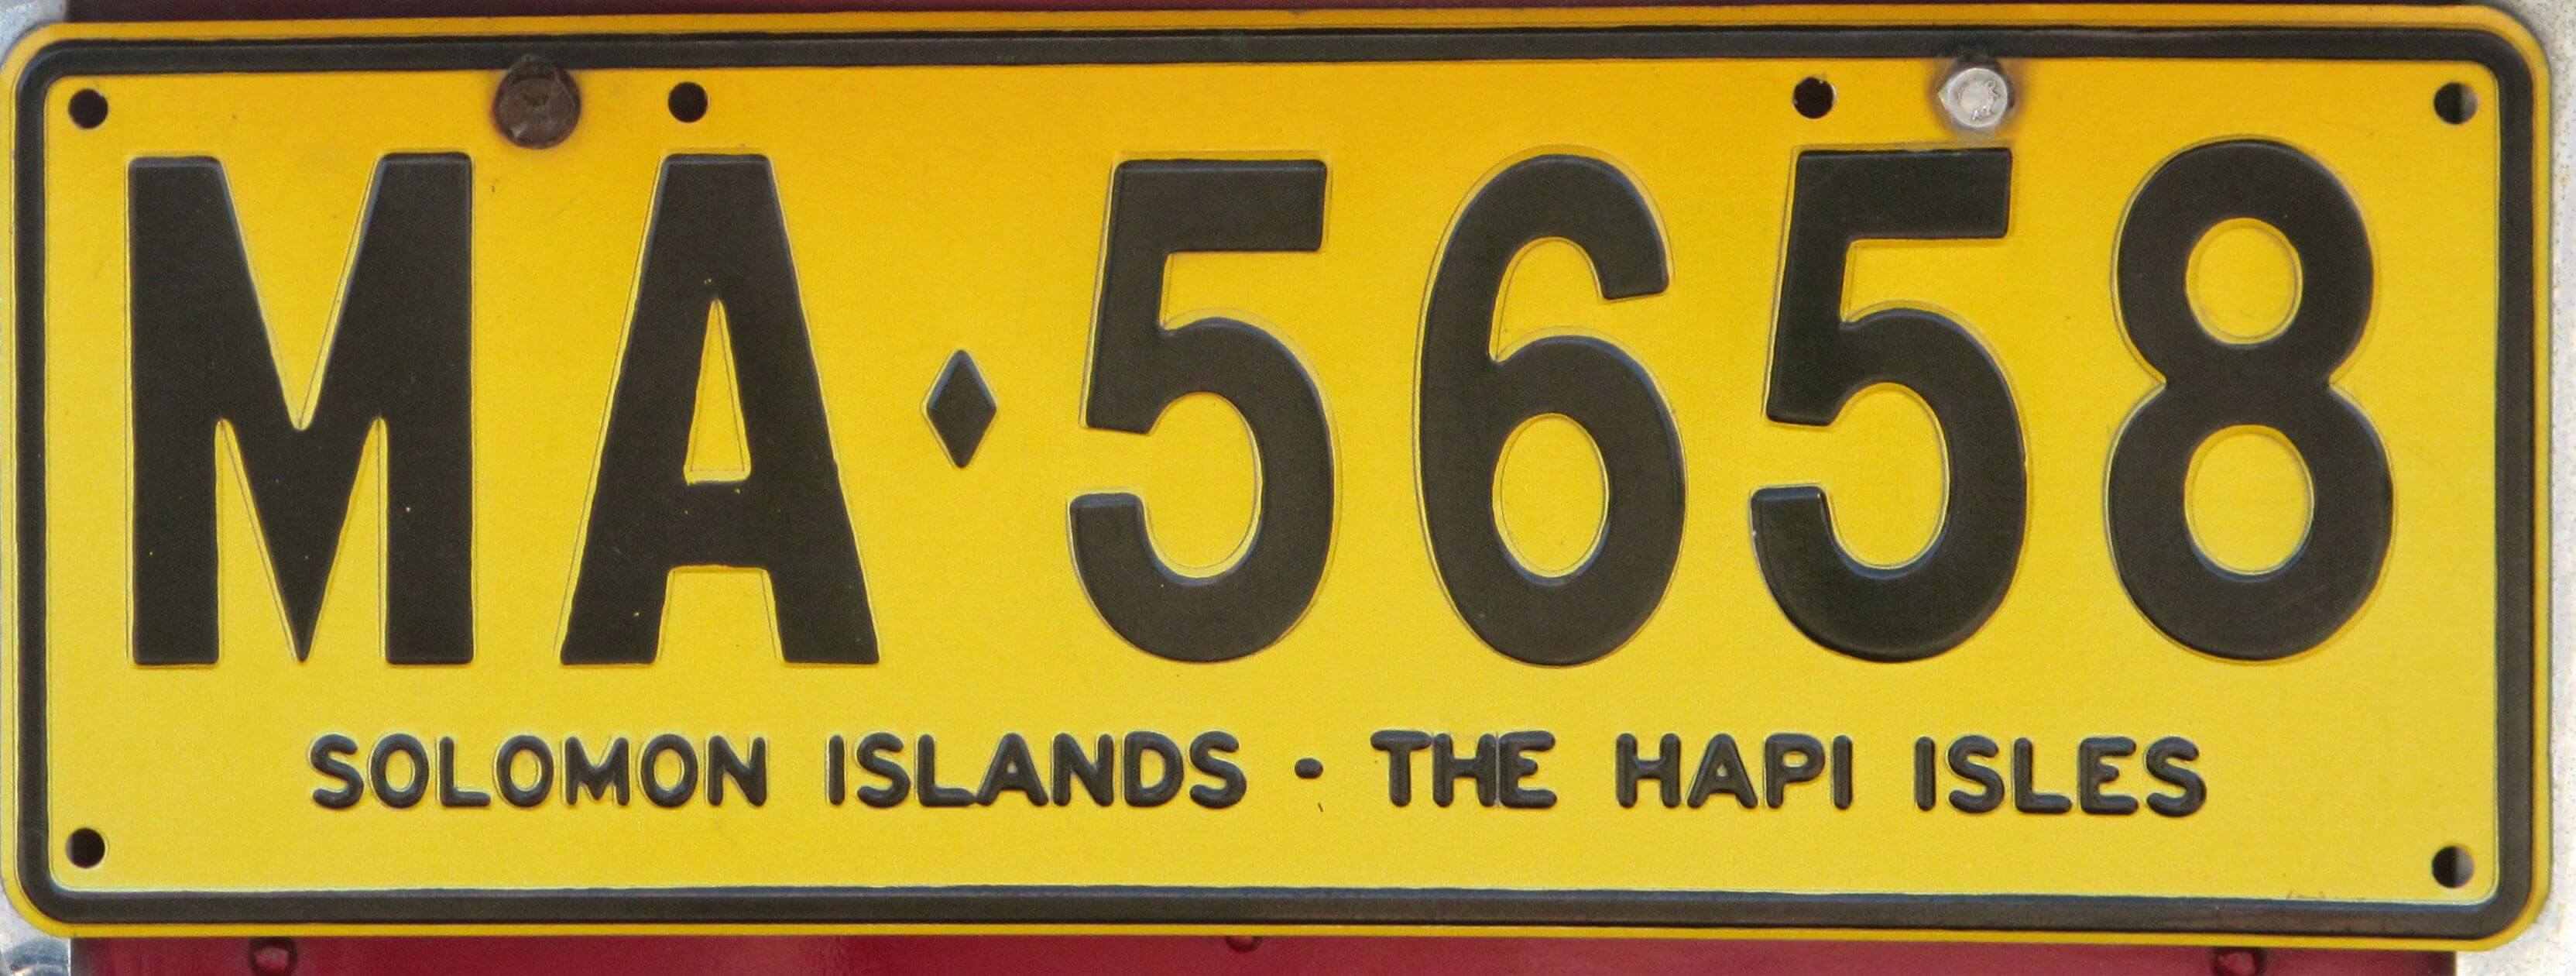 MA♦5658
SOLOMON ISLANDS - THE HAPI ISLES